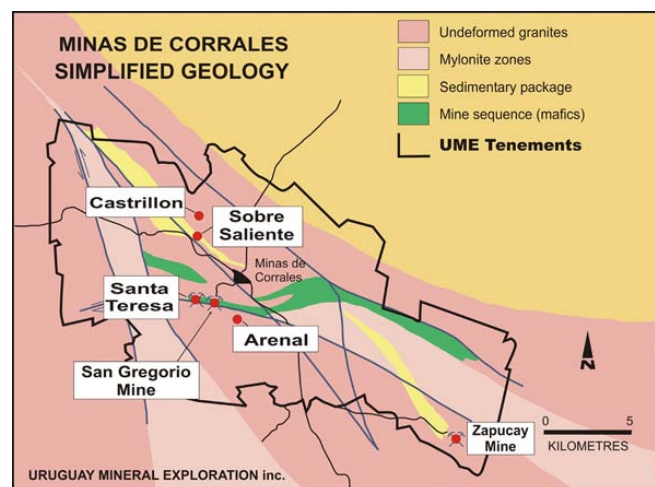 MINAS DE CORRALES
SIMPLIFIED GEOLOGY
Undeformed granites
Mylonite zones
Sedimentary package
Mine sequence (mafics)
UME Tenements
Castrillon
Sobre
Saliente
Minas de
Corrales
Santa
Teresa
Arenal
San Gregorio
Mine
N
Zapucay
Mine
0 5
KILOMETRES
URUGUAY MINERAL EXPLORATION inc.